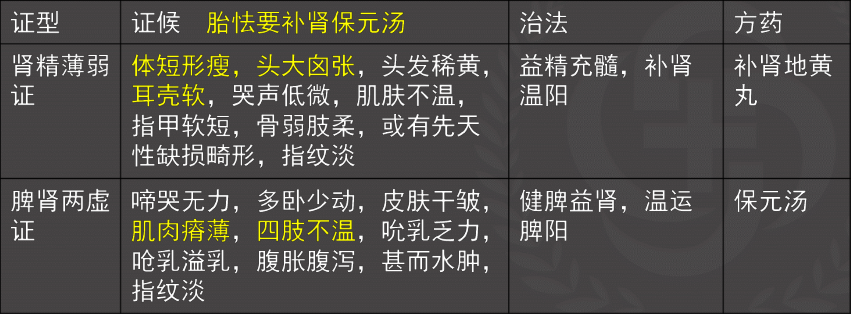 证型 证候 胎怯要补肾保元汤 治法 方药
肾精薄弱证
体短形瘦，头大囟张，头发稀黄，
耳壳软，哭声低微，肌肤不温，
指甲软短，骨弱肢柔，或有先天
性缺损畸形，指纹淡
益精充髓，补肾
温阳
补肾地黄
丸
脾肾两虚
证
啼哭无力，多卧少动，皮肤干皱，
肌肉瘠薄，四肢不温，吮乳乏力，
呛乳溢乳，腹胀腹泻，甚而水肿，
指纹淡
健脾益肾，温运
脾阳
保元汤